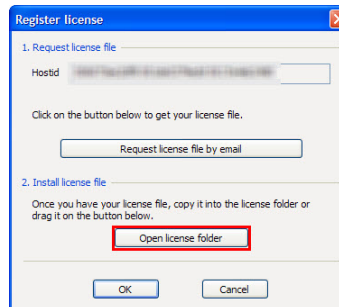 Register license
1. Request license file
Hostid
Click on the button below to get your license file.
Request license file by email
2. Install license file
Once you have your license file, copy it into the license folder or
drag it on the button below.
Open license folder
OK Cancel